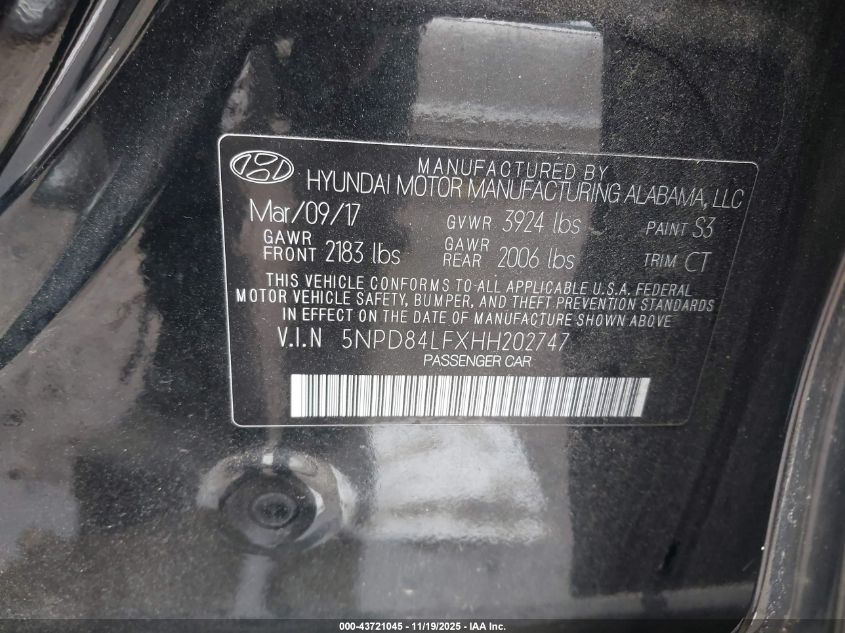 MANUFACTURED BY
HYUNDAI MOTOR MANUFACTURING ALABAMA, LLC
Mar/09/17 GVWR 3924 lbs PAINT S3
GAWR FRONT 2183 lbs GAWR REAR 2006 lbs TRIM CT
THIS VEHICLE CONFORMS TO ALL APPLICABLE U.S.A. FEDERAL
MOTOR VEHICLE SAFETY, BUMPER, AND THEFT PREVENTION STANDARDS
IN EFFECT ON THE DATE OF MANUFACTURE SHOWN ABOVE
V.I.N 5NPD84LFXHH202747
PASSENGER CAR
000-43721045 - 11/19/2025 - IAA Inc.